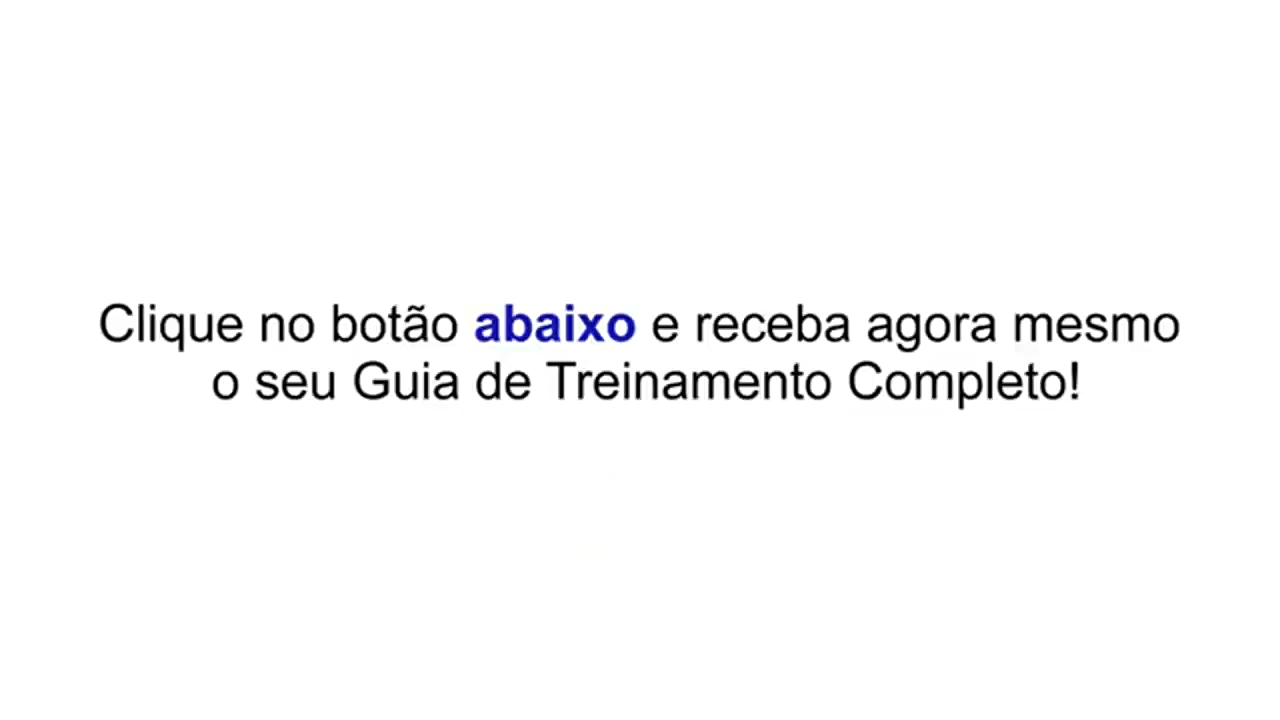 Clique no botão abaixo e receba agora mesmo
o seu Guia de Treinamento Completo!